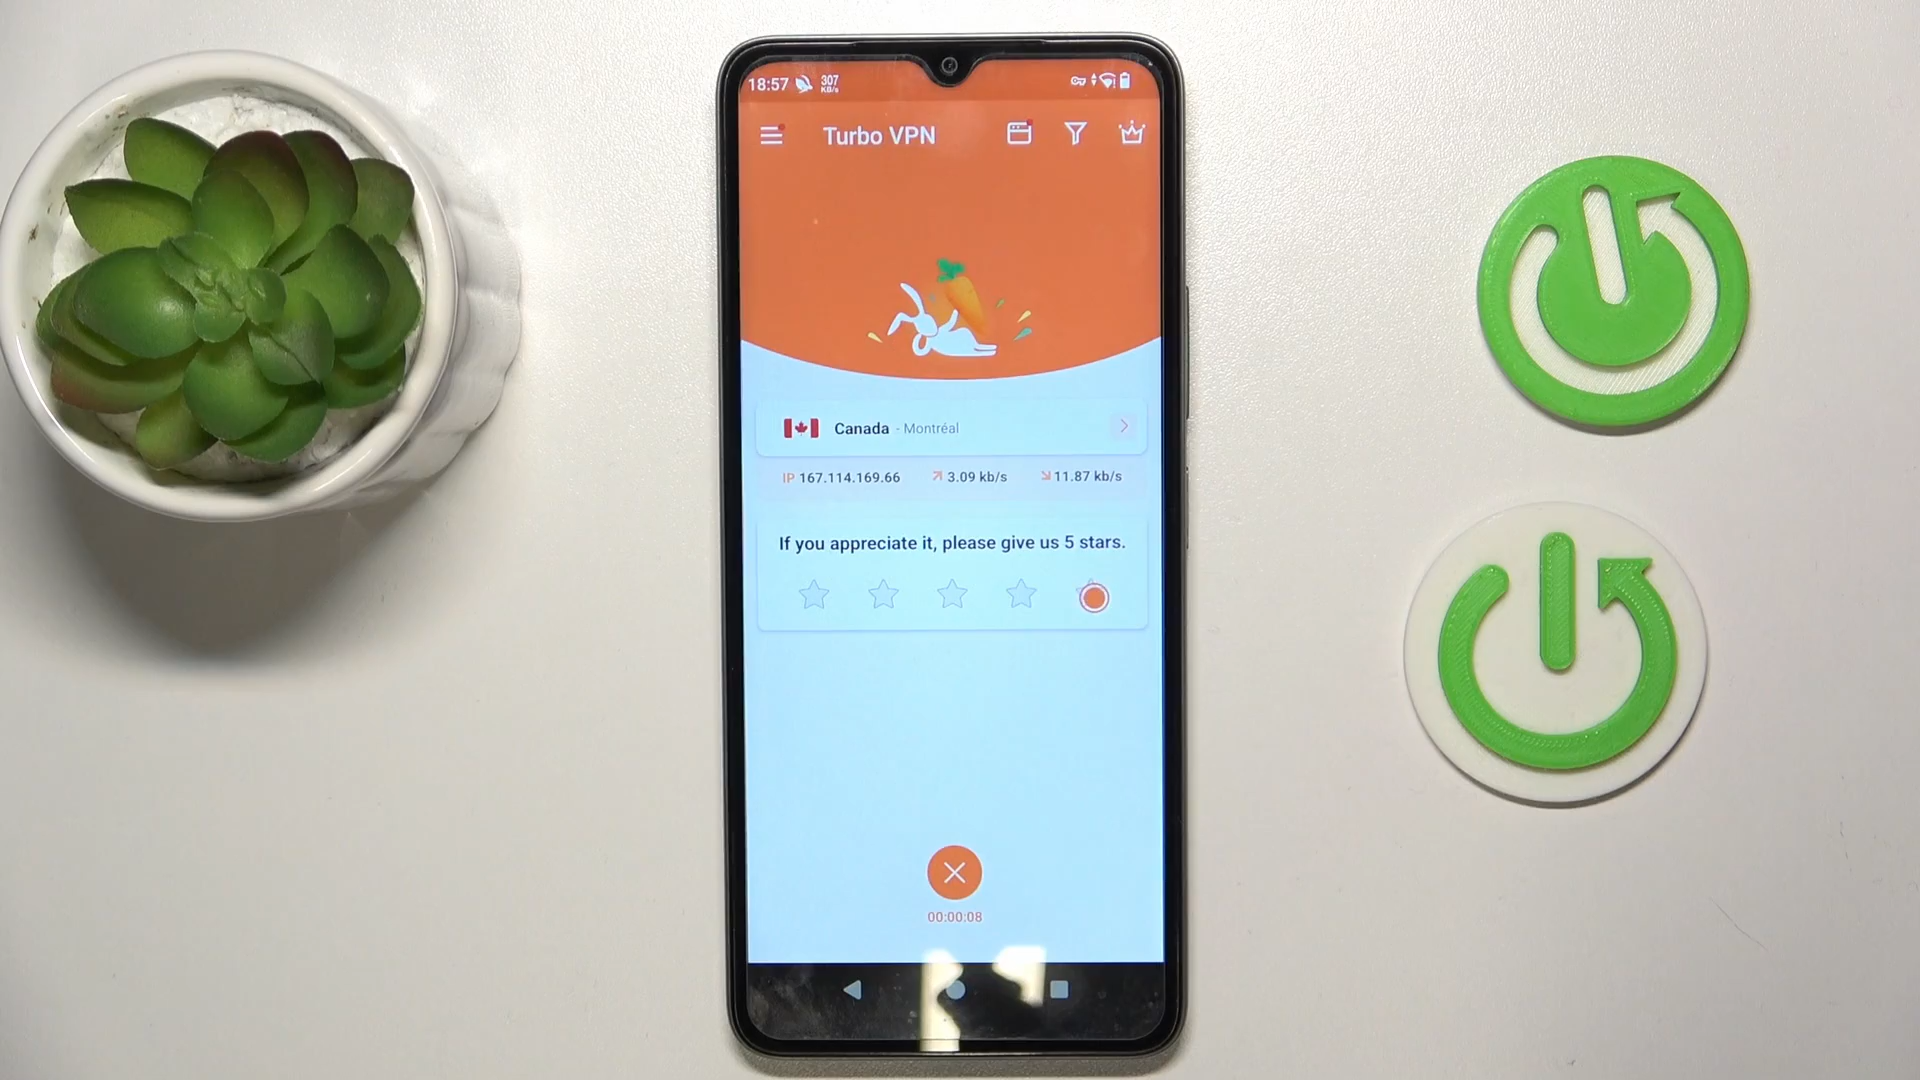 18:57 307 KB/s
Turbo VPN
Canada - Montréal
IP 167.114.169.66 3.09 kb/s 11.87 kb/s
If you appreciate it, please give us 5 stars.
00:00:08